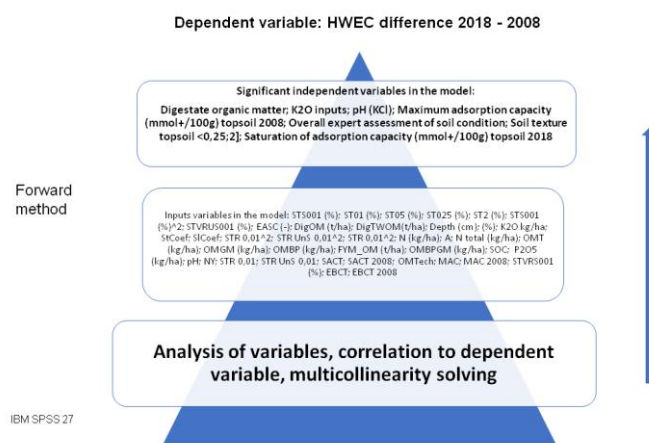 Dependent variable: HWEC difference 2018 - 2008
Significant independent variables in the model:
Digestate organic matter; K2O inputs; pH (KCl); Maximum adsorption capacity
(mmol+/100g) topsoil 2008; Overall expert assessment of soil condition; Soil texture
topsoil <0,25;2]; Saturation of adsorption capacity (mmol+/100g) topsoil 2018
Forward
method
Inputs variables in the model: STS001 (%); ST01 (%); ST05 (%); ST025 (%); ST2 (%); STS001
(%)^2; STVRUS01 (%); EASC (-); DigOM (t/ha); DigTWOM(t/ha); Depth (cm); (%); K2O kg/ha;
StCoef; SlCoef; STR 0,01^2; STR UnS 0,01^2; STR 0,01^2; N (kg/ha); A; N total (kg/ha); OMT
(kg/ha); OMGM (kg/ha); OMBP (kg/ha); FYM_OM (t/ha); OMBPGM (kg/ha); SOC; P2O5
(kg/ha); pH; NY; STR 0,01; STR UnS 0,01; SACT; SACT 2008; OMTech; MAC; MAC 2008; STVRS001
(%); EBCT; EBCT 2008
Analysis of variables, correlation to dependent
variable, multicollinearity solving
IBM SPSS 27